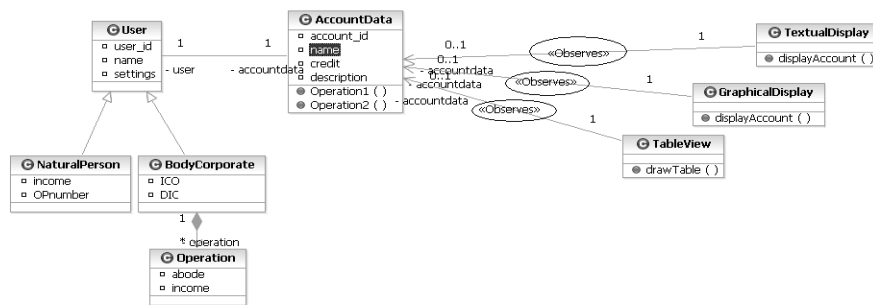 User
user_id
name
settings
1
1
- user
- accountdata
AccountData
account_id
name
credit
description
Operation1 ( )
Operation2 ( )
0..1
0..1
0..1
- accountdata
- accountdata
- accountdata
«Observes»
«Observes»
«Observes»
1
1
1
TextualDisplay
displayAccount ( )
GraphicalDisplay
displayAccount ( )
TableView
drawTable ( )
NaturalPerson
income
OPnumber
BodyCorporate
ICO
DIC
1
* operation
Operation
abode
income